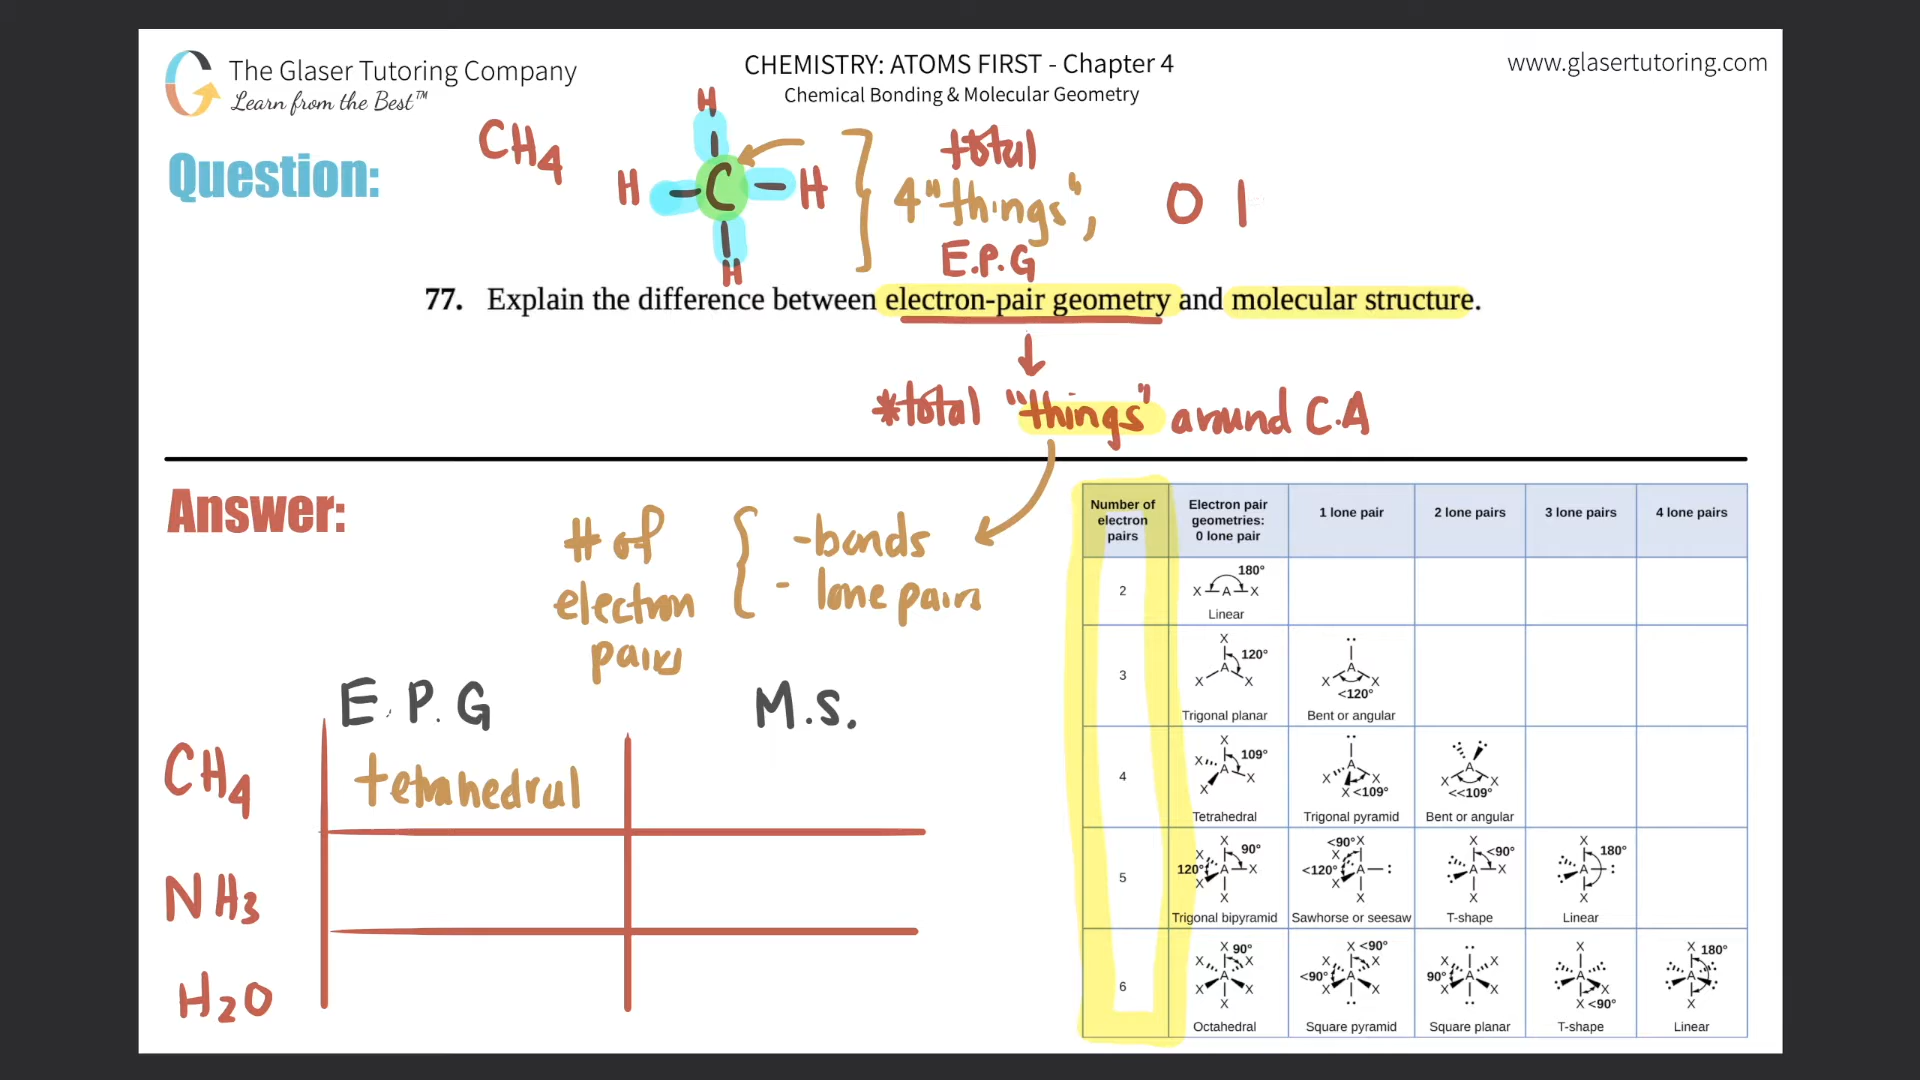 The Glaser Tutoring Company
Learn from the Best™
CHEMISTRY: ATOMS FIRST - Chapter 4
Chemical Bonding & Molecular Geometry
www.glasertutoring.com
Question:
CH4
H
H - C - H
H
total
4 "things", 0 l
E.P.G
77. Explain the difference between electron-pair geometry and molecular structure.
*total "things" around C.A
Answer:
# of electron pairs
- bonds
- lone pairs
E.P.G M.S.
CH4 tetrahedral
NH3
H2O
Number of electron pairs
Electron pair geometries: 0 lone pair
1 lone pair
2 lone pairs
3 lone pairs
4 lone pairs
2
180°
X A X
Linear
3
X
120°
A
X X
Trigonal planar
A
X X
<120°
Bent or angular
4
X
109°
X A
X X
Tetrahedral
A
X X
X <109°
Trigonal pyramid
A
X X
<<109°
Bent or angular
5
X
X 90°
120° A X
X
X
Trigonal bipyramid
<90° X
X
<120° A :
X
X
Sawhorse or seesaw
X
<90°
A X
X
T-shape
X
180°
A :
X
Linear
6
X 90°
X X
A
X X
X
Octahedral
X <90°
X X
<90° A
X X
Square pyramid
X X
90° A
X X
Square planar
X
A
X
X <90°
T-shape
X 180°
A
X
Linear